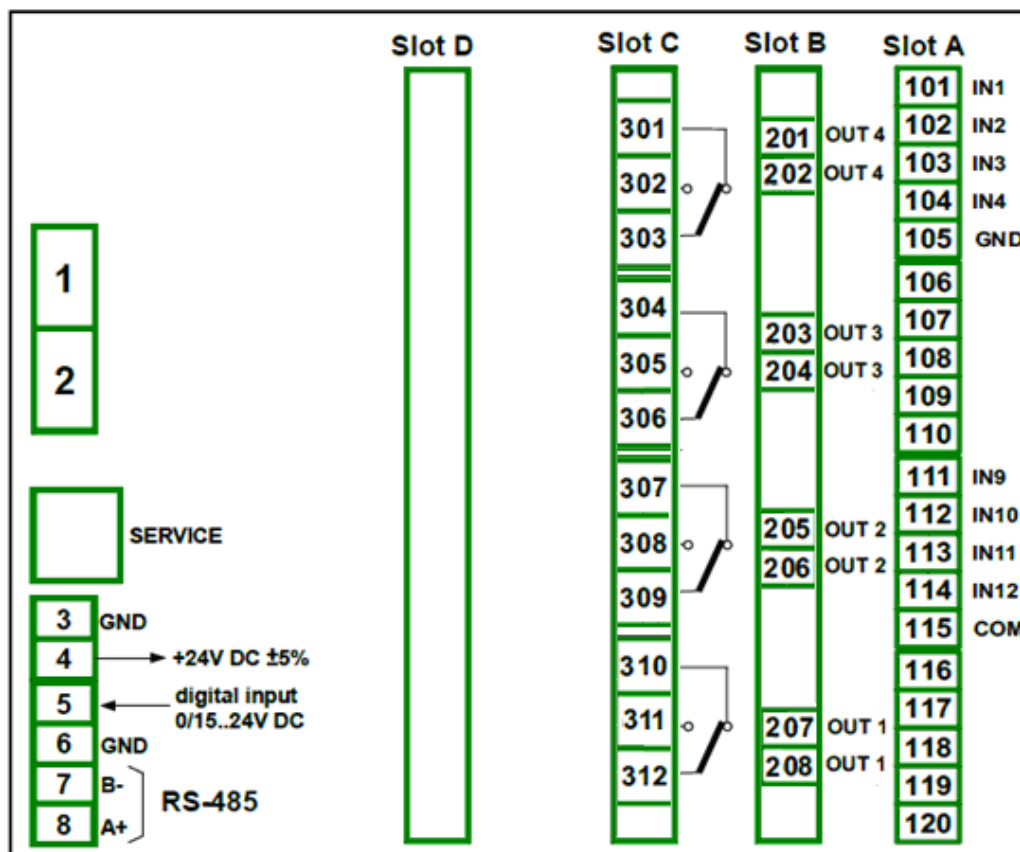 Slot D
Slot C
Slot B
Slot A
1
2
SERVICE
3 GND
4 +24V DC ±5%
5 digital input
0/15..24V DC
6 GND
7 B-
8 A+
RS-485
301
302
303
304
305
306
307
308
309
310
311
312
201 OUT 4
202 OUT 4
203 OUT 3
204 OUT 3
205 OUT 2
206 OUT 2
207 OUT 1
208 OUT 1
101 IN1
102 IN2
103 IN3
104 IN4
105 GND
106
107
108
109
110
111 IN9
112 IN10
113 IN11
114 IN12
115 COM
116
117
118
119
120